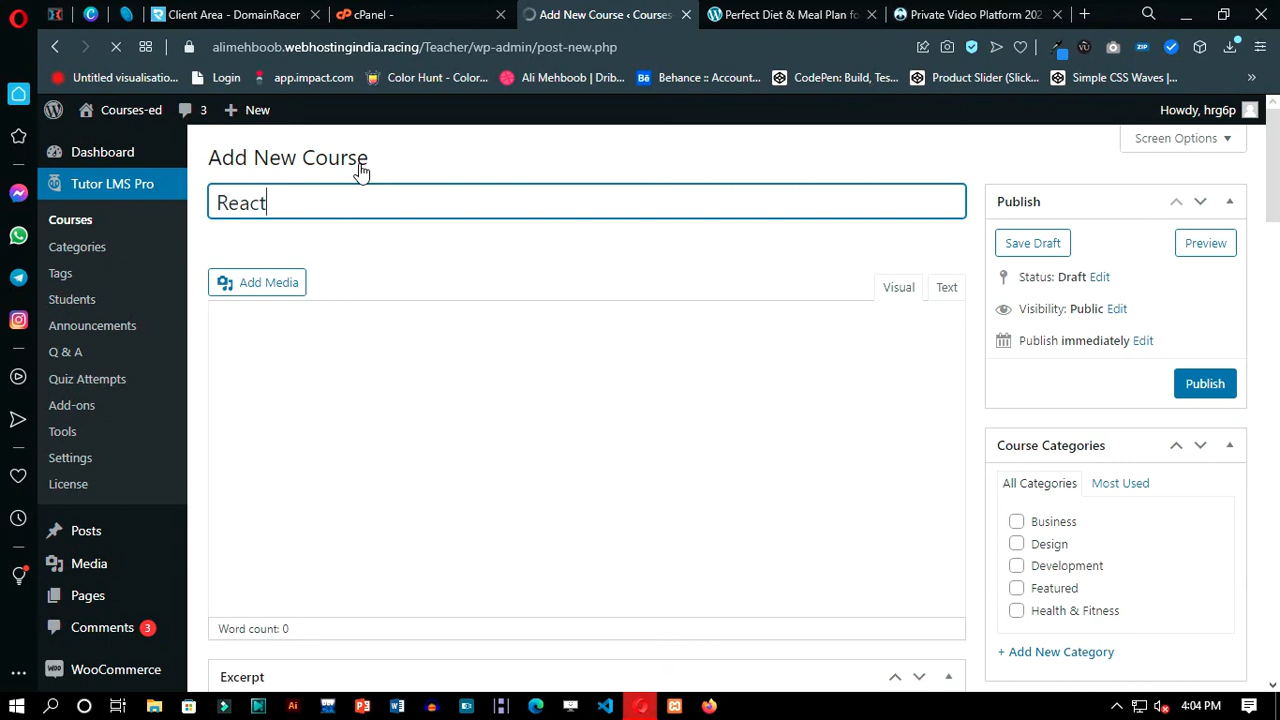 Client Area - DomainRacer
cPanel -
Add New Course ‹ Courses
Perfect Diet & Meal Plan fo
Private Video Platform 202
alimehboob.webhostingindia.racing/Teacher/wp-admin/post-new.php
Untitled visualisatio...
Login
app.impact.com
Color Hunt - Color...
Ali Mehboob | Drib...
Behance :: Account...
CodePen: Build, Tes...
Product Slider (Slick...
Simple CSS Waves |...
»
Courses-ed
3
New
Howdy, hrg6p
Screen Options
Dashboard
Tutor LMS Pro
Courses
Categories
Tags
Students
Announcements
Q & A
Quiz Attempts
Add-ons
Tools
Settings
License
Posts
Media
Pages
Comments 3
WooCommerce
Add New Course
React
Add Media
Visual
Text
Word count: 0
Excerpt
Publish
Save Draft
Preview
Status: Draft Edit
Visibility: Public Edit
Publish immediately Edit
Publish
Course Categories
All Categories
Most Used
Business
Design
Development
Featured
Health & Fitness
+ Add New Category
4:04 PM